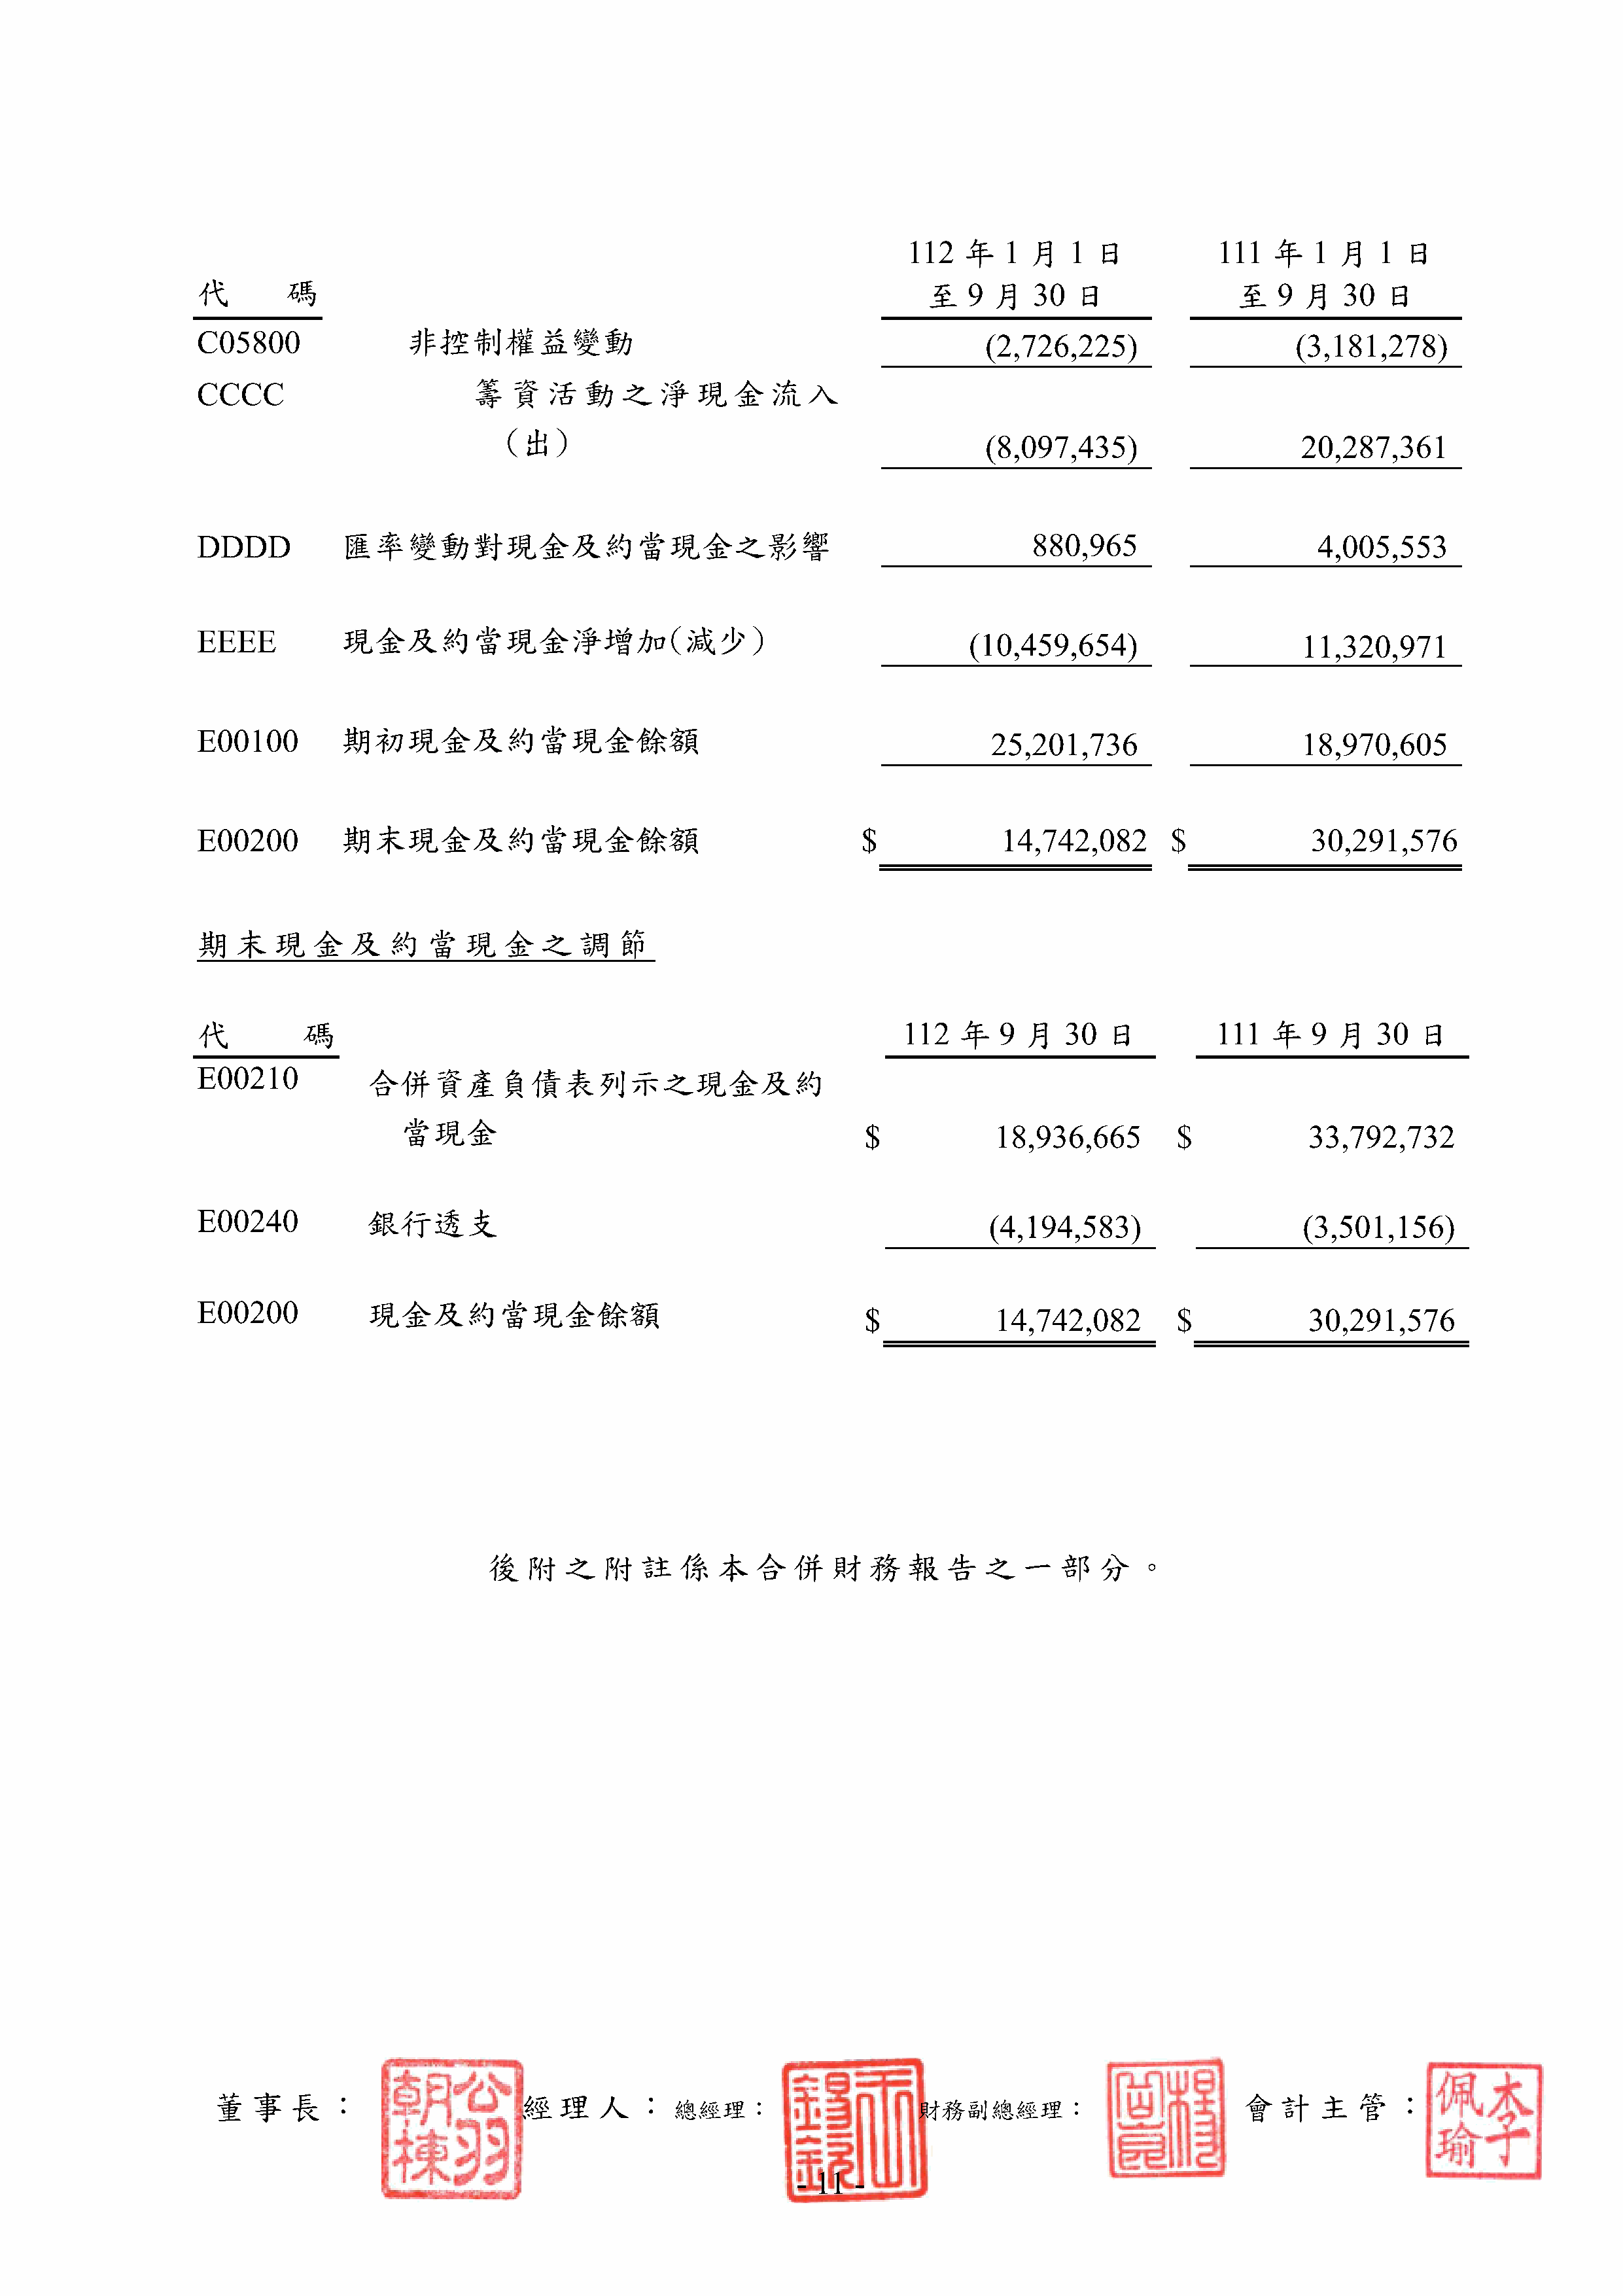 112 年 1 月 1 日 111 年 1 月 1 日
代 碼 至 9 月 30 日 至 9 月 30 日
C05800 非控制權益變動 (2,726,225) (3,181,278)
CCCC 籌資活動之淨現金流入
（出） (8,097,435) 20,287,361
DDDD 匯率變動對現金及約當現金之影響 880,965 4,005,553
EEEE 現金及約當現金淨增加(減少) (10,459,654) 11,320,971
E00100 期初現金及約當現金餘額 25,201,736 18,970,605
E00200 期末現金及約當現金餘額 $ 14,742,082 $ 30,291,576
期末現金及約當現金之調節
代 碼 112 年 9 月 30 日 111 年 9 月 30 日
E00210 合併資產負債表列示之現金及約
當現金 $ 18,936,665 $ 33,792,732
E00240 銀行透支 (4,194,583) (3,501,156)
E00200 現金及約當現金餘額 $ 14,742,082 $ 30,291,576
後附之附註係本合併財務報告之一部分。
董事長： 翁朝棟 經理人：總經理： 財務副總經理： 會計主管： 李佩瑜
- 11 -